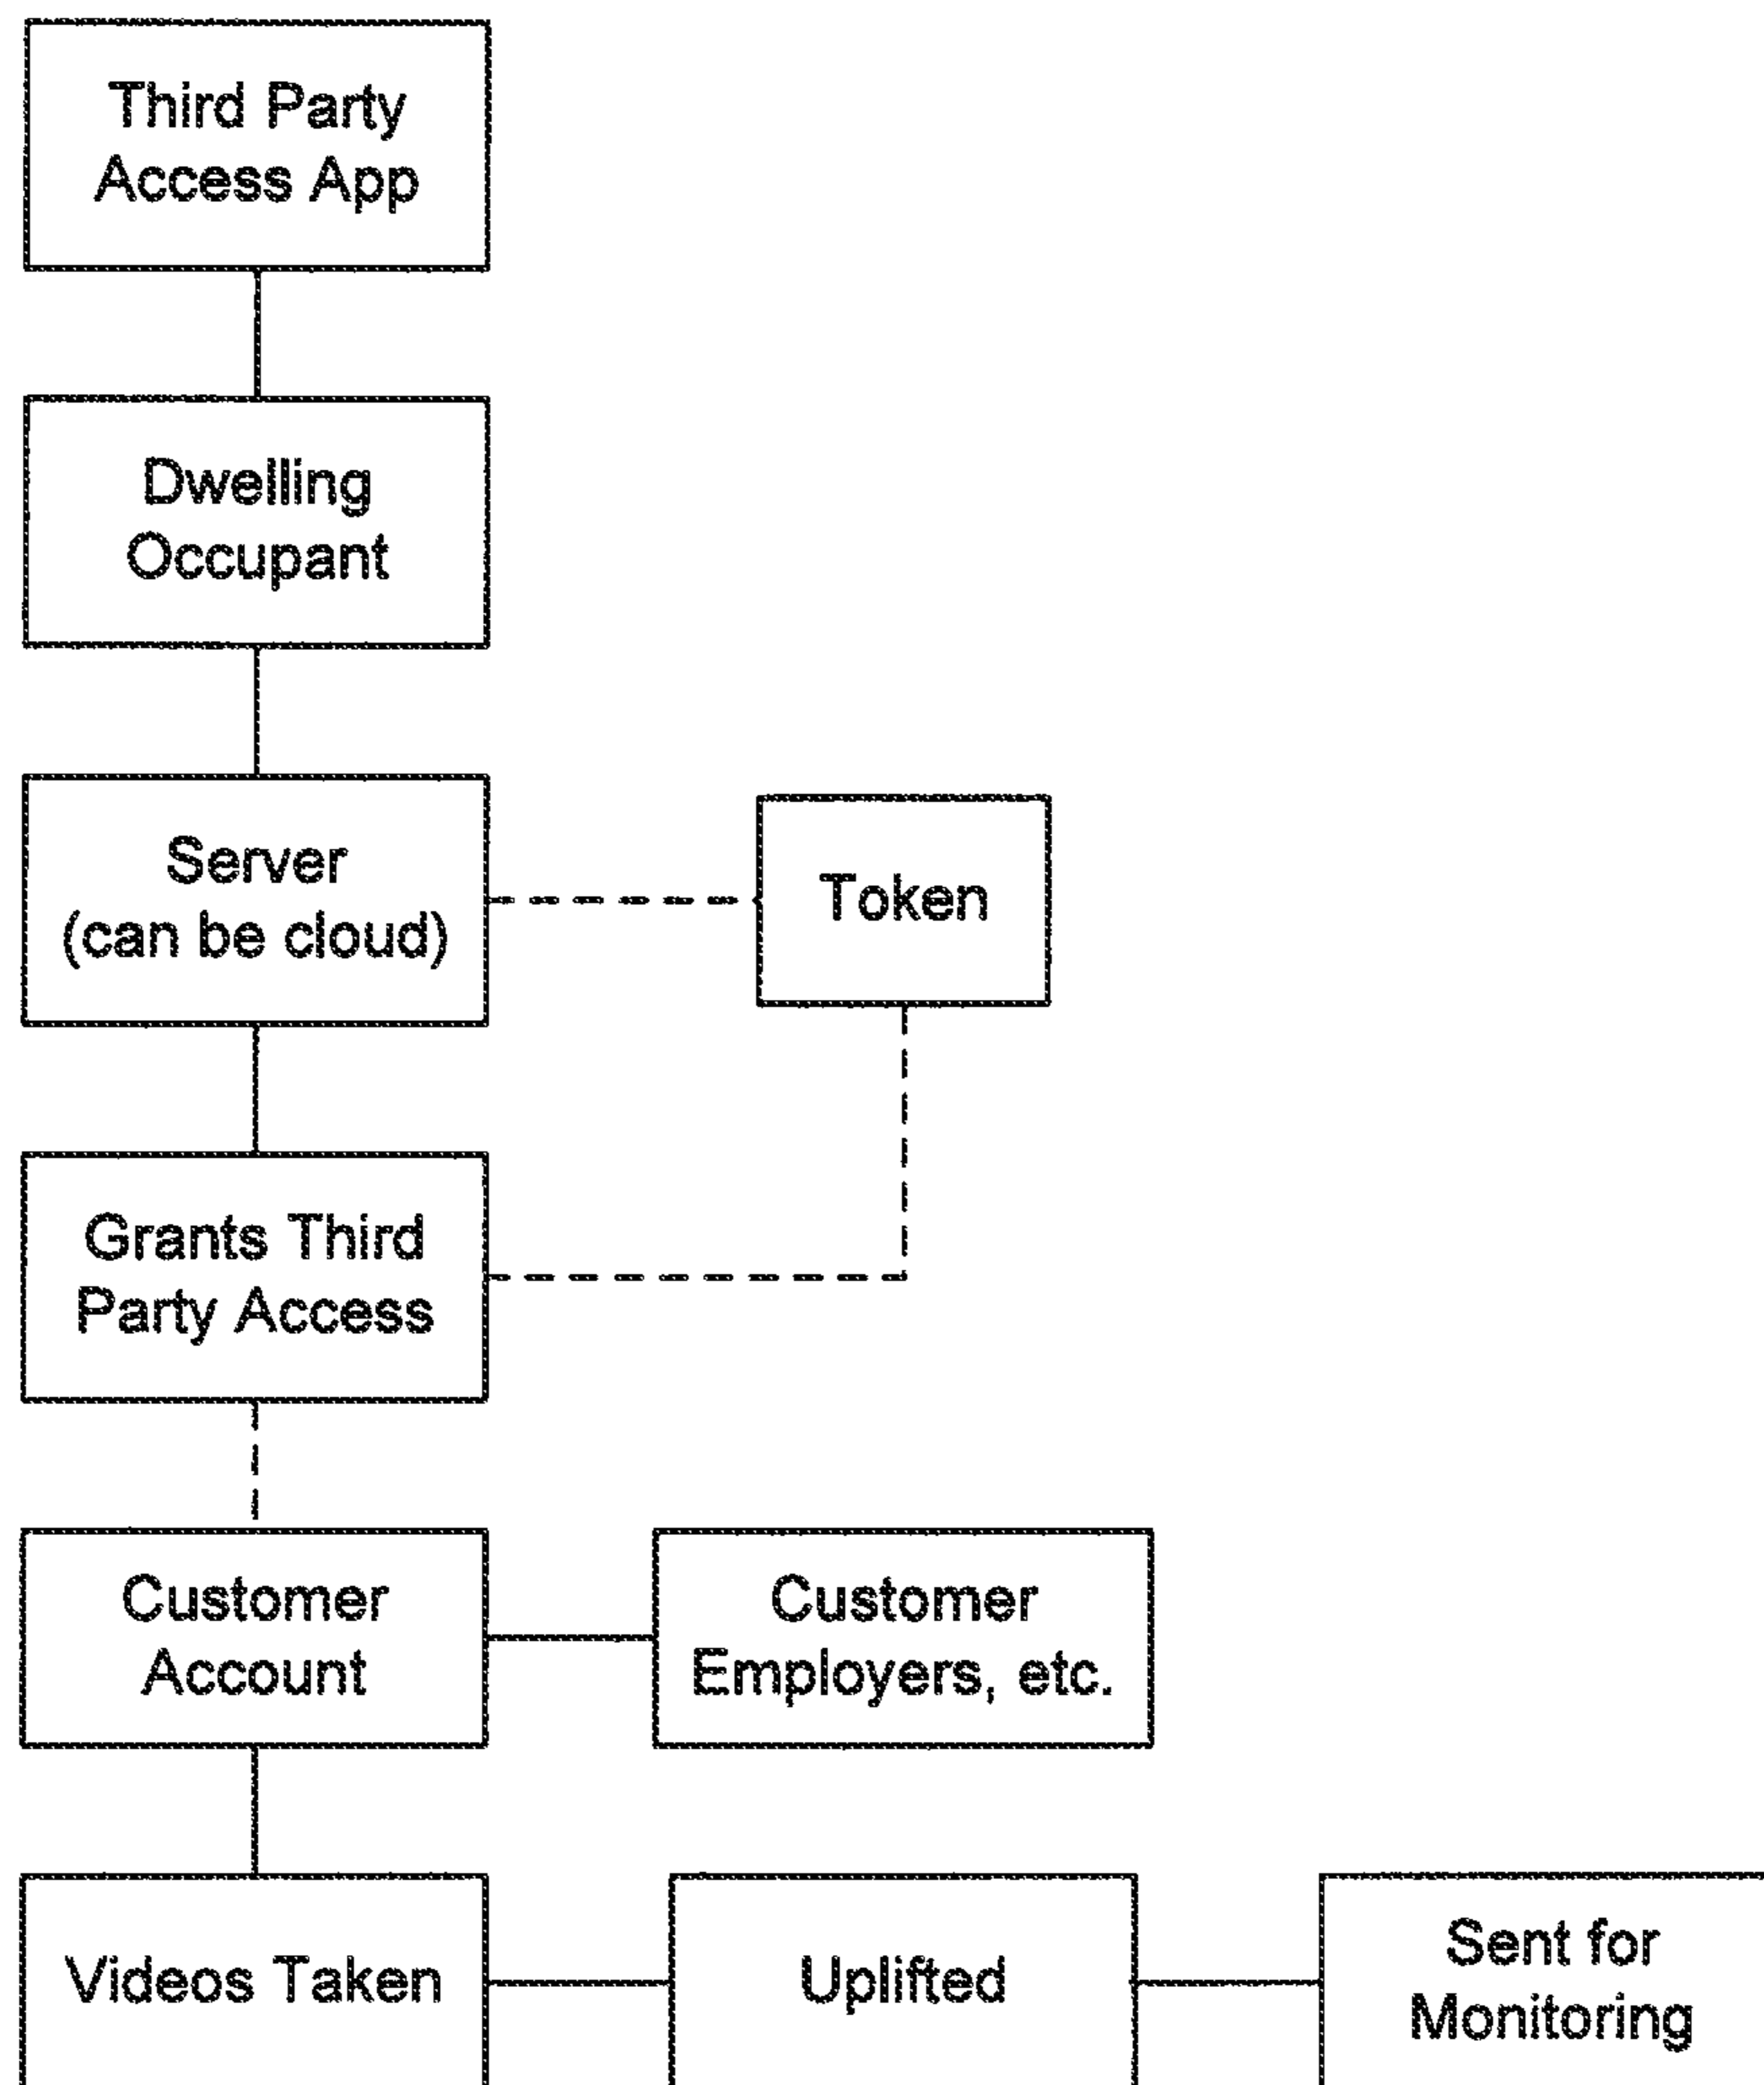 Third Party
Access App
Dwelling
Occupant
Server
(can be cloud)
Token
Grants Third
Party Access
Customer
Account
Customer
Employers, etc.
Videos Taken
Uplifted
Sent for
Monitoring